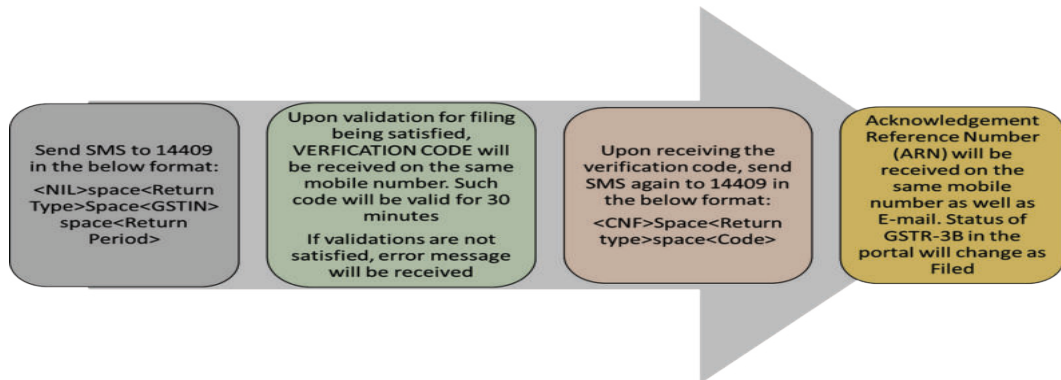 Send SMS to 14409
in the below format:
<NIL>space<Return
Type>Space<GSTIN>
space<Return
Period>
Upon validation for filing
being satisfied,
VERFICATION CODE will
be received on the same
mobile number. Such
code will be valid for 30
minutes
If validations are not
satisfied, error message
will be received
Upon receiving the
verification code, send
SMS again to 14409 in
the below format:
<CNF>Space<Return
type>space<Code>
Acknowledgement
Reference Number
(ARN) will be
received on the
same mobile
number as well as
E-mail. Status of
GSTR-3B in the
portal will change as
Filed